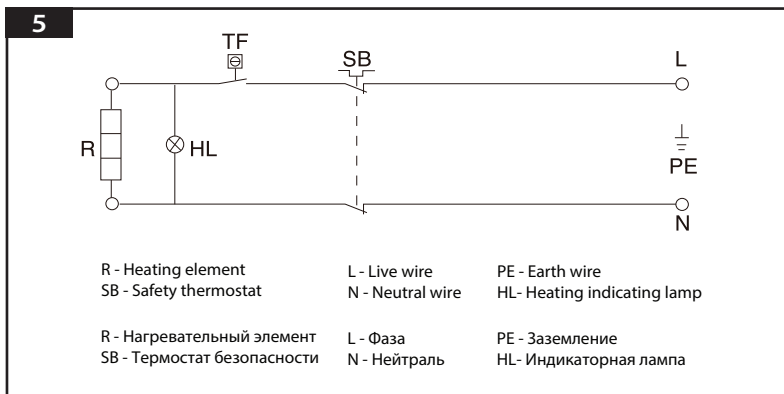 5
TF
SB
L
R
HL
PE
N
R - Heating element
SB - Safety thermostat
L - Live wire
N - Neutral wire
PE - Earth wire
HL- Heating indicating lamp
R - Нагревательный элемент
SB - Термостат безопасности
L - Фаза
N - Нейтраль
PE - Заземление
HL- Индикаторная лампа